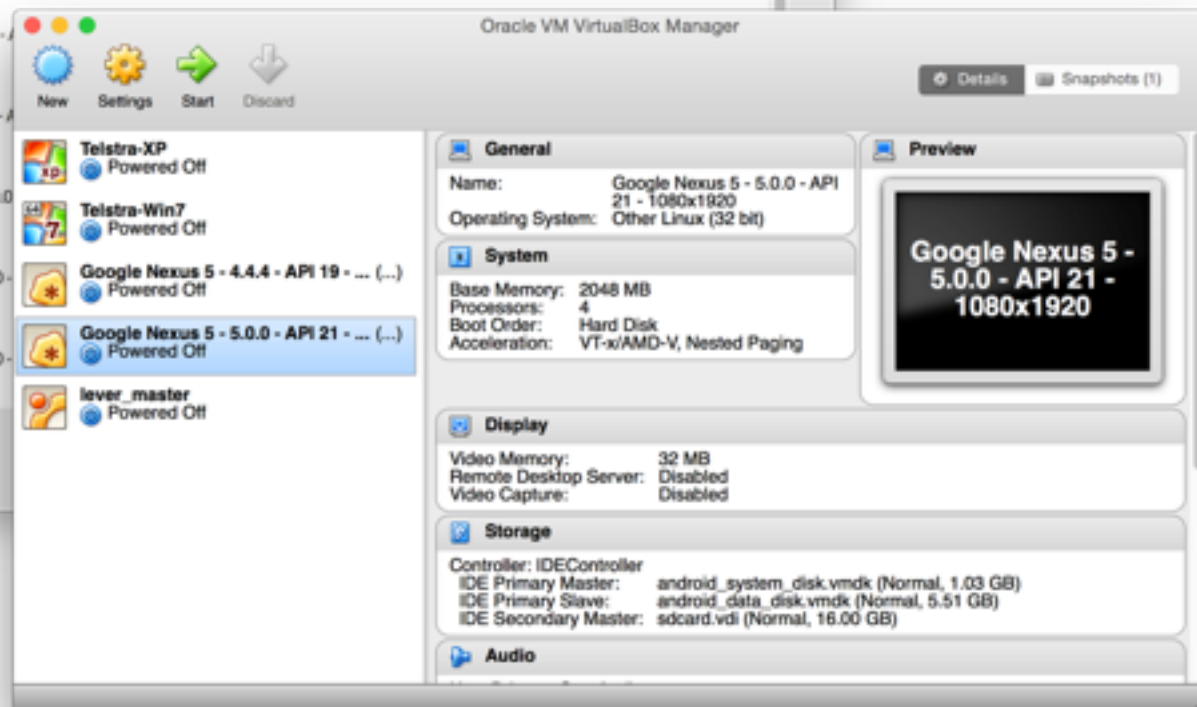 Oracle VM VirtualBox Manager
New Settings Start Discard
Details Snapshots (1)
Telstra-XP
Powered Off
Telstra-Win7
Powered Off
Google Nexus 5 - 4.4.4 - API 19 - ... (...)
Powered Off
Google Nexus 5 - 5.0.0 - API 21 - ... (...)
Powered Off
lever_master
Powered Off
General
Name: Google Nexus 5 - 5.0.0 - API
21 - 1080x1920
Operating System: Other Linux (32 bit)
System
Base Memory: 2048 MB
Processors: 4
Boot Order: Hard Disk
Acceleration: VT-x/AMD-V, Nested Paging
Preview
Google Nexus 5 -
5.0.0 - API 21 -
1080x1920
Display
Video Memory: 32 MB
Remote Desktop Server: Disabled
Video Capture: Disabled
Storage
Controller: IDEController
IDE Primary Master: android_system_disk.vmdk (Normal, 1.03 GB)
IDE Primary Slave: android_data_disk.vmdk (Normal, 5.51 GB)
IDE Secondary Master: sdcard.vdi (Normal, 16.00 GB)
Audio